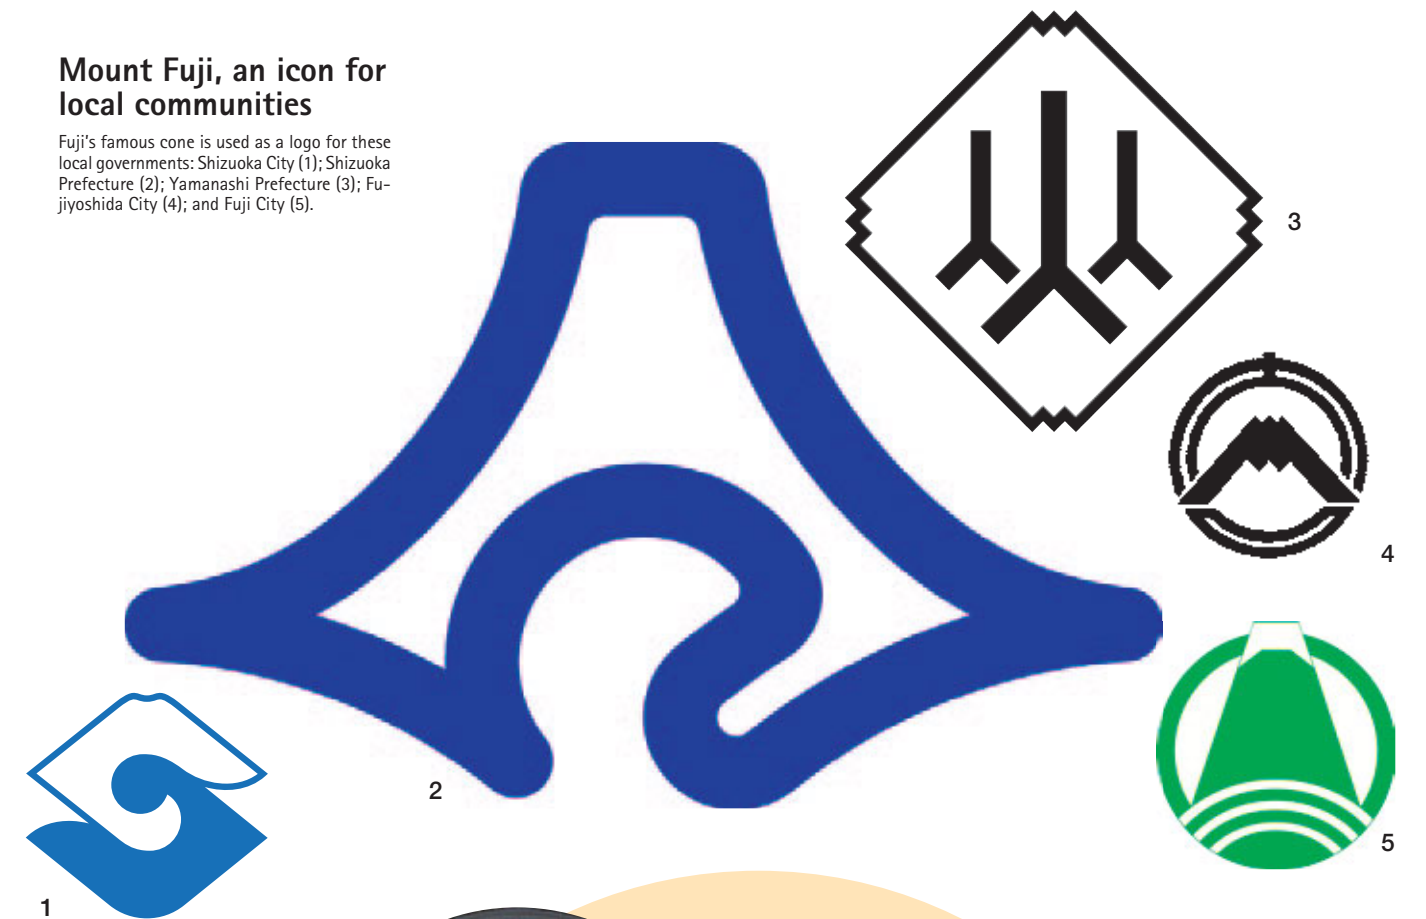 Mount Fuji, an icon for
local communities
Fuji's famous cone is used as a logo for these
local governments: Shizuoka City (1); Shizuoka
Prefecture (2); Yamanashi Prefecture (3); Fu-
jiyoshida City (4); and Fuji City (5).
3
4
2
5
1